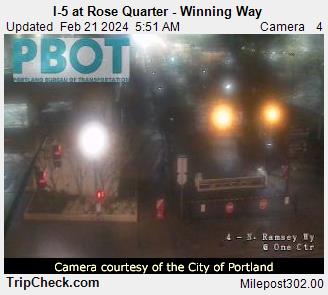 I-5 at Rose Quarter - Winning Way
Updated Feb 21 2024 5:51 AM Camera 4
PBOT
PORTLAND BUREAU OF TRANSPORTATION
4 - N. Ramsey Wy
@ One Ctr
Camera courtesy of the City of Portland
TripCheck.com Milepost302.00